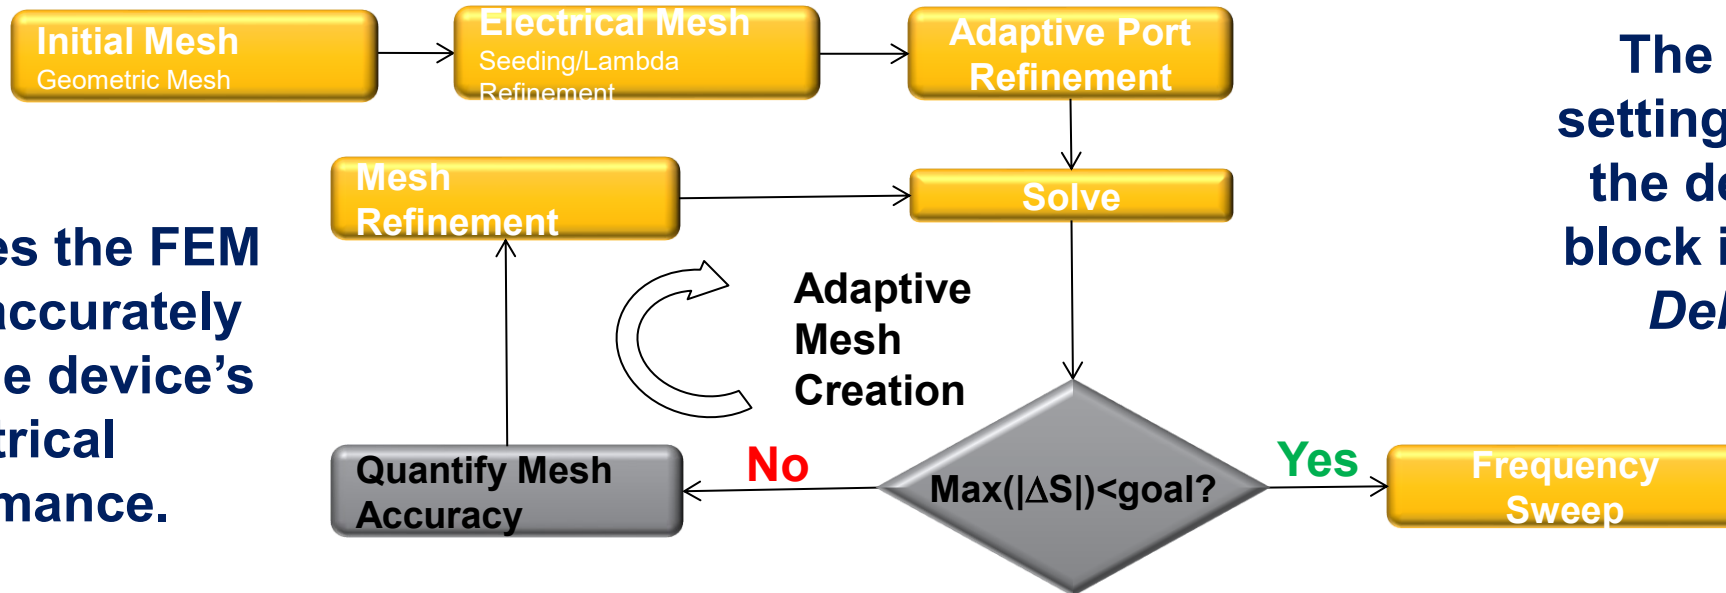 Initial Mesh
Geometric Mesh
Electrical Mesh
Seeding/Lambda
Refinement
Adaptive Port
Refinement
The
setting
the de
block i
Del
Mesh
Refinement
Solve
es the FEM
accurately
e device's
trical
mance.
Adaptive
Mesh
Creation
Quantify Mesh
Accuracy
No
Max(|ΔS|)<goal?
Yes
Frequency
Sweep